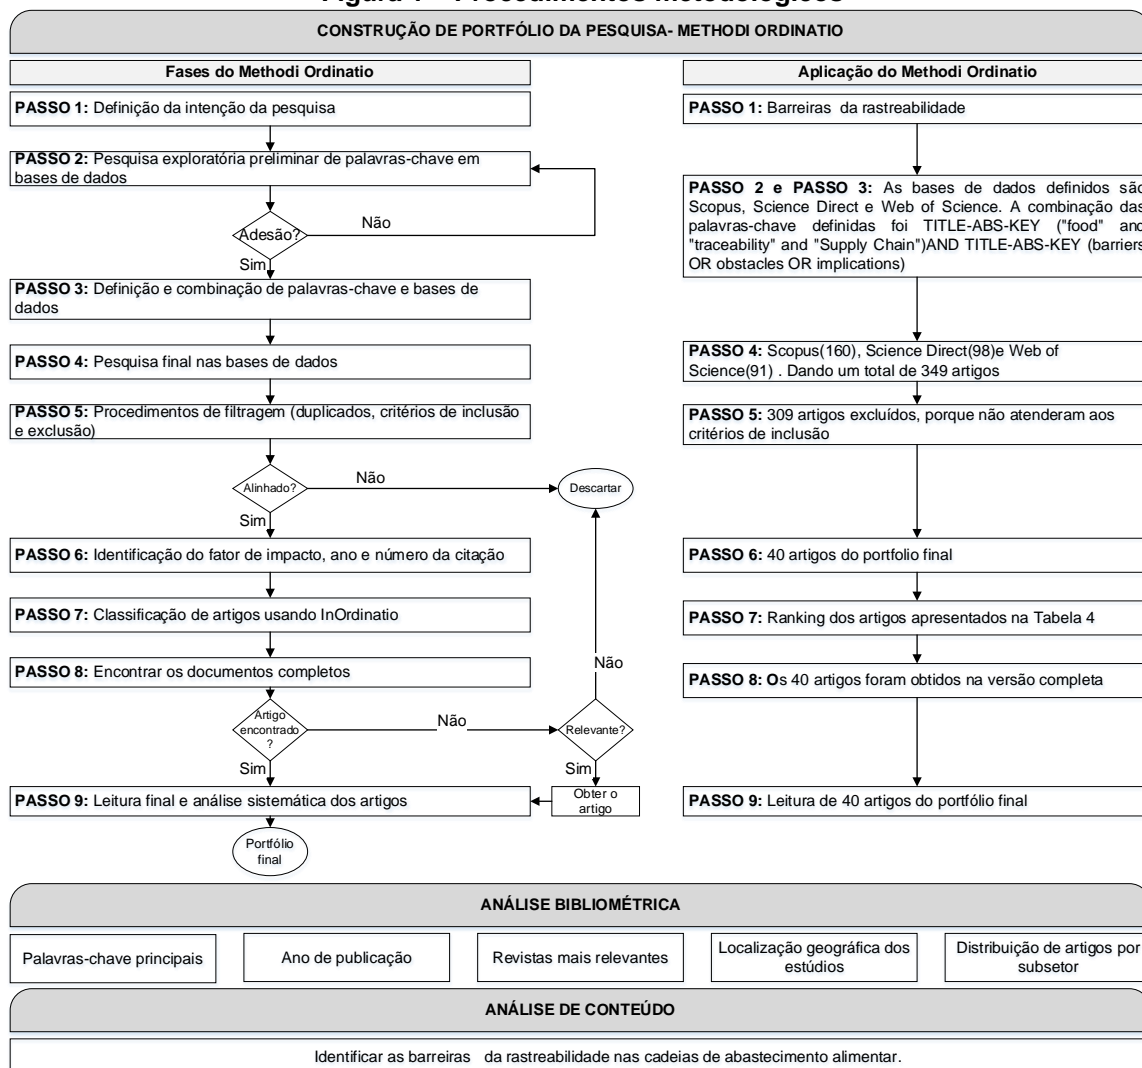 Figura 1 – Procedimentos metodológicos
CONSTRUÇÃO DE PORTFÓLIO DA PESQUISA- METHODI ORDINATIO
Fases do Methodi Ordinatio
PASSO 1: Definição da intenção da pesquisa
PASSO 2: Pesquisa exploratória preliminar de palavras-chave em
bases de dados
Não
Adesão?
Sim
PASSO 3: Definição e combinação de palavras-chave e bases de
dados
PASSO 4: Pesquisa final nas bases de dados
PASSO 5: Procedimentos de filtragem (duplicados, critérios de inclusão
e exclusão)
Não
Alinhado?
Descartar
Sim
PASSO 6: Identificação do fator de impacto, ano e número da citação
PASSO 7: Classificação de artigos usando InOrdinatio
PASSO 8: Encontrar os documentos completos
Não
Artigo
encontrado
?
Não
Relevante?
Sim
Sim
PASSO 9: Leitura final e análise sistemática dos artigos
Obter o
artigo
Portfólio
final
Aplicação do Methodi Ordinatio
PASSO 1: Barreiras da rastreabilidade
PASSO 2 e PASSO 3: As bases de dados definidos são
Scopus, Science Direct e Web of Science. A combinação das
palavras-chave definidas foi TITLE-ABS-KEY ("food" and
"traceability" and "Supply Chain")AND TITLE-ABS-KEY (barriers
OR obstacles OR implications)
PASSO 4: Scopus(160), Science Direct(98)e Web of
Science(91) . Dando um total de 349 artigos
PASSO 5: 309 artigos excluídos, porque não atenderam aos
critérios de inclusão
PASSO 6: 40 artigos do portfolio final
PASSO 7: Ranking dos artigos apresentados na Tabela 4
PASSO 8: Os 40 artigos foram obtidos na versão completa
PASSO 9: Leitura de 40 artigos do portfólio final
ANÁLISE BIBLIOMÉTRICA
Palavras-chave principais
Ano de publicação
Revistas mais relevantes
Localização geográfica dos
estúdios
Distribuição de artigos por
subsetor
ANÁLISE DE CONTEÚDO
Identificar as barreiras da rastreabilidade nas cadeias de abastecimento alimentar.